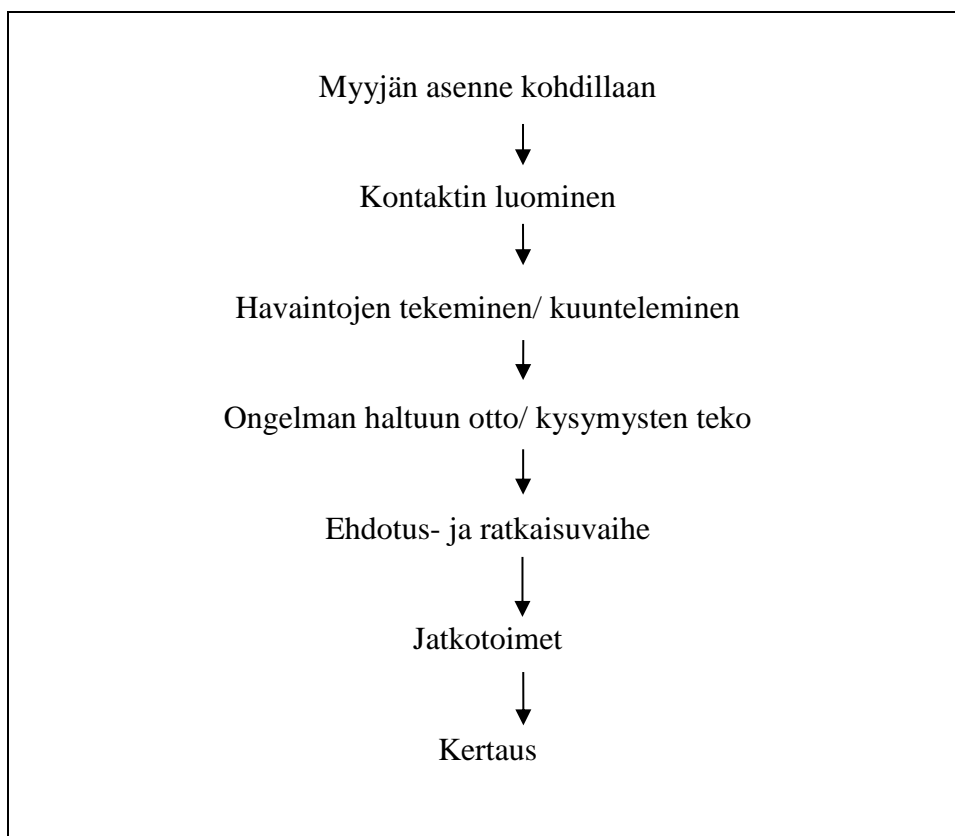 Myyjän asenne kohdillaan
Kontaktin luominen
Havaintojen tekeminen/ kuunteleminen
Ongelman haltuun otto/ kysymysten teko
Ehdotus- ja ratkaisuvaihe
Jatkotoimet
Kertaus